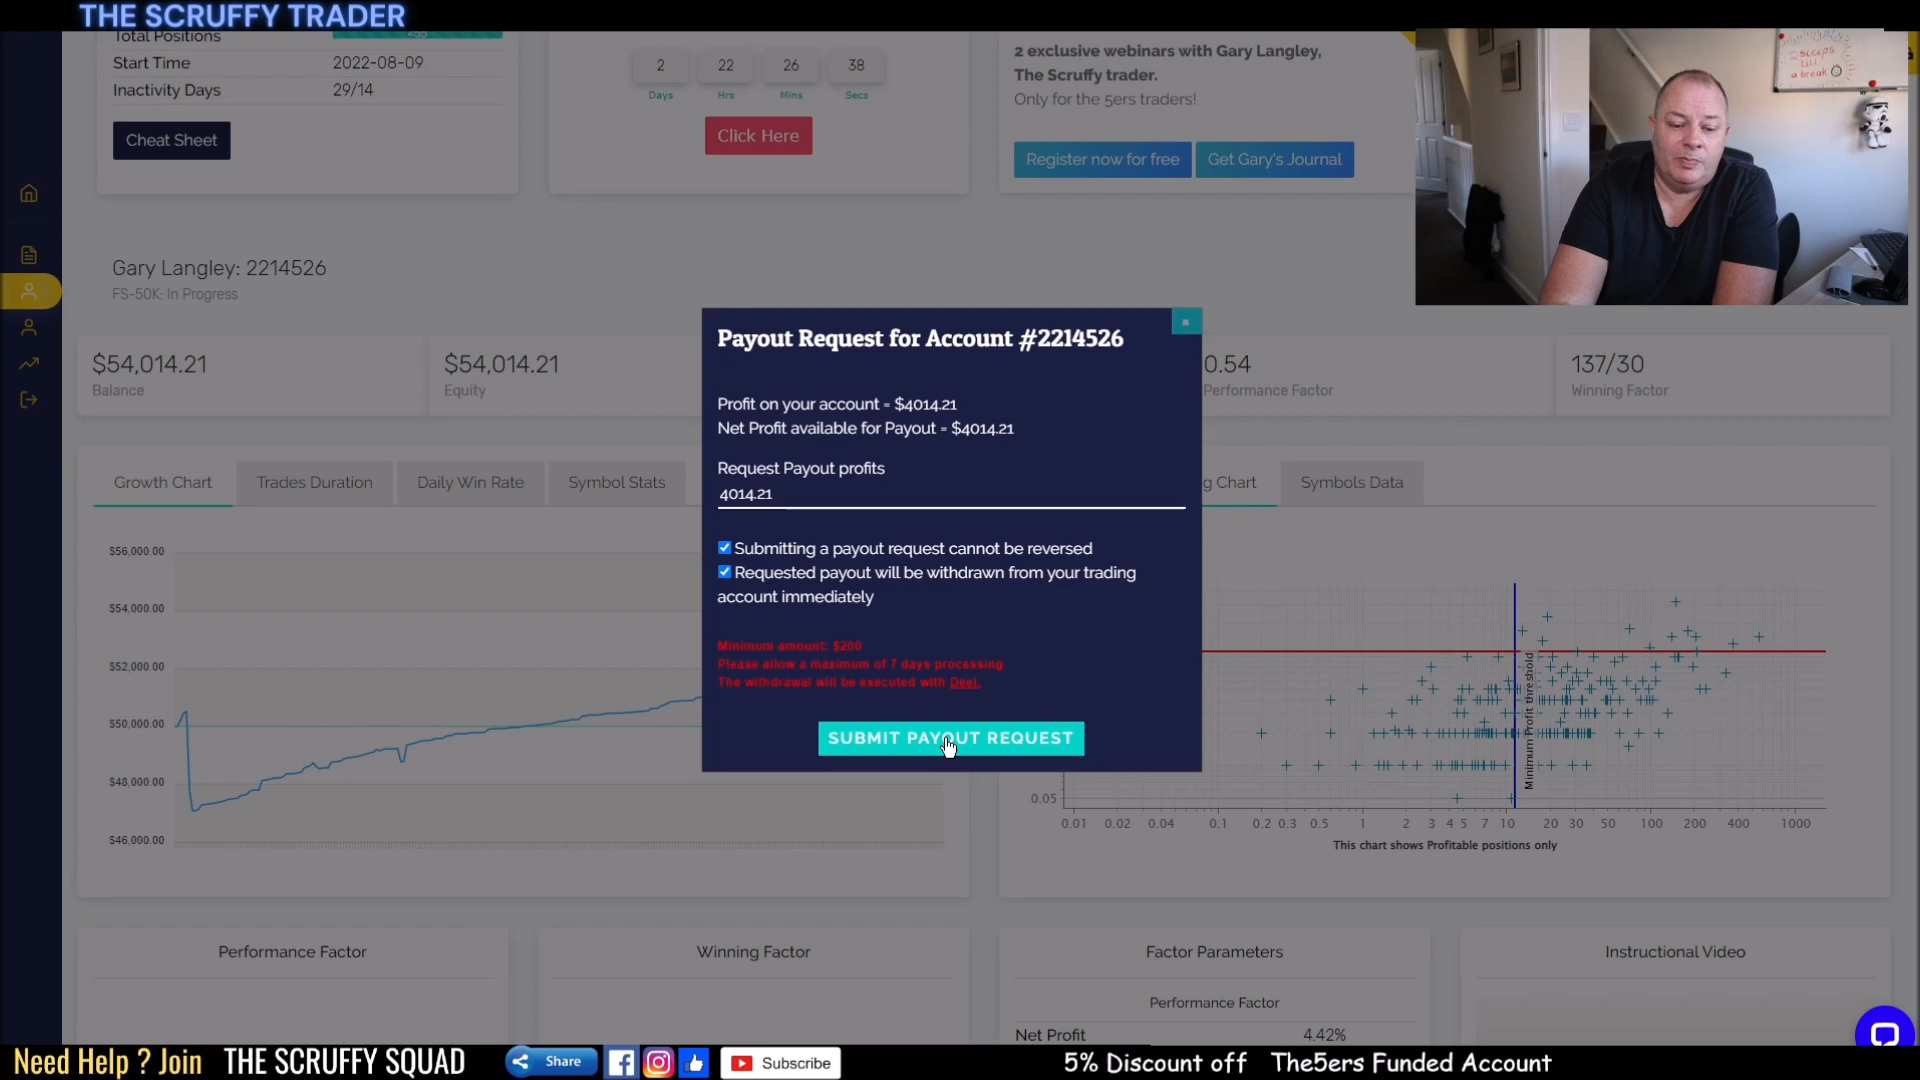 THE SCRUFFY TRADER
Total Positions
Start Time 2022-08-09
Inactivity Days 29/14
Cheat Sheet
2 22 26 38
Days Hrs Mins Secs
Click Here
2 exclusive webinars with Gary Langley,
The Scruffy trader.
Only for the 5ers traders!
Register now for free Get Gary's Journal
2 sleeps
till
a break
Gary Langley: 2214526
FS-50K: In Progress
$54,014.21
Balance
$54,014.21
Equity
0.54
Performance Factor
137/30
Winning Factor
Payout Request for Account #2214526
Profit on your account = $4014.21
Net Profit available for Payout = $4014.21
Request Payout profits
4014.21
Submitting a payout request cannot be reversed
Requested payout will be withdrawn from your trading
account immediately
Minimum amount: $200
Please allow a maximum of 7 days processing
The withdrawal will be executed with Deel.
SUBMIT PAYOUT REQUEST
Growth Chart Trades Duration Daily Win Rate Symbol Stats
g Chart Symbols Data
$56,000.00
$54,000.00
$52,000.00
$50,000.00
$48,000.00
$46,000.00
Minimum Profit threshold
0.05
0.01 0.02 0.04 0.1 0.2 0.3 0.5 1 2 3 4 5 7 10 20 30 50 100 200 400 1000
This chart shows Profitable positions only
Performance Factor
Winning Factor
Factor Parameters
Performance Factor
Net Profit 4.42%
Instructional Video
Need Help ? Join THE SCRUFFY SQUAD
Share
Subscribe
5% Discount off The5ers Funded Account